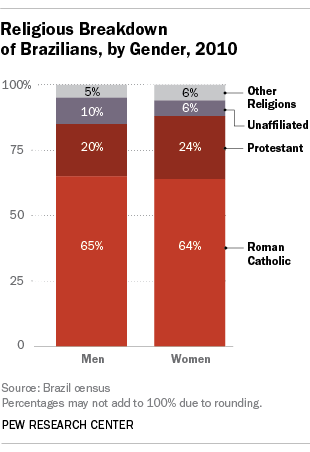 Religious Breakdown
of Brazilians, by Gender, 2010
100%
5%
6%
Other
Religions
10%
6%
Unaffiliated
20%
24%
Protestant
75
50
65%
64%
Roman
Catholic
25
0
Men
Women
Source: Brazil census
Percentages may not add to 100% due to rounding.
PEW RESEARCH CENTER